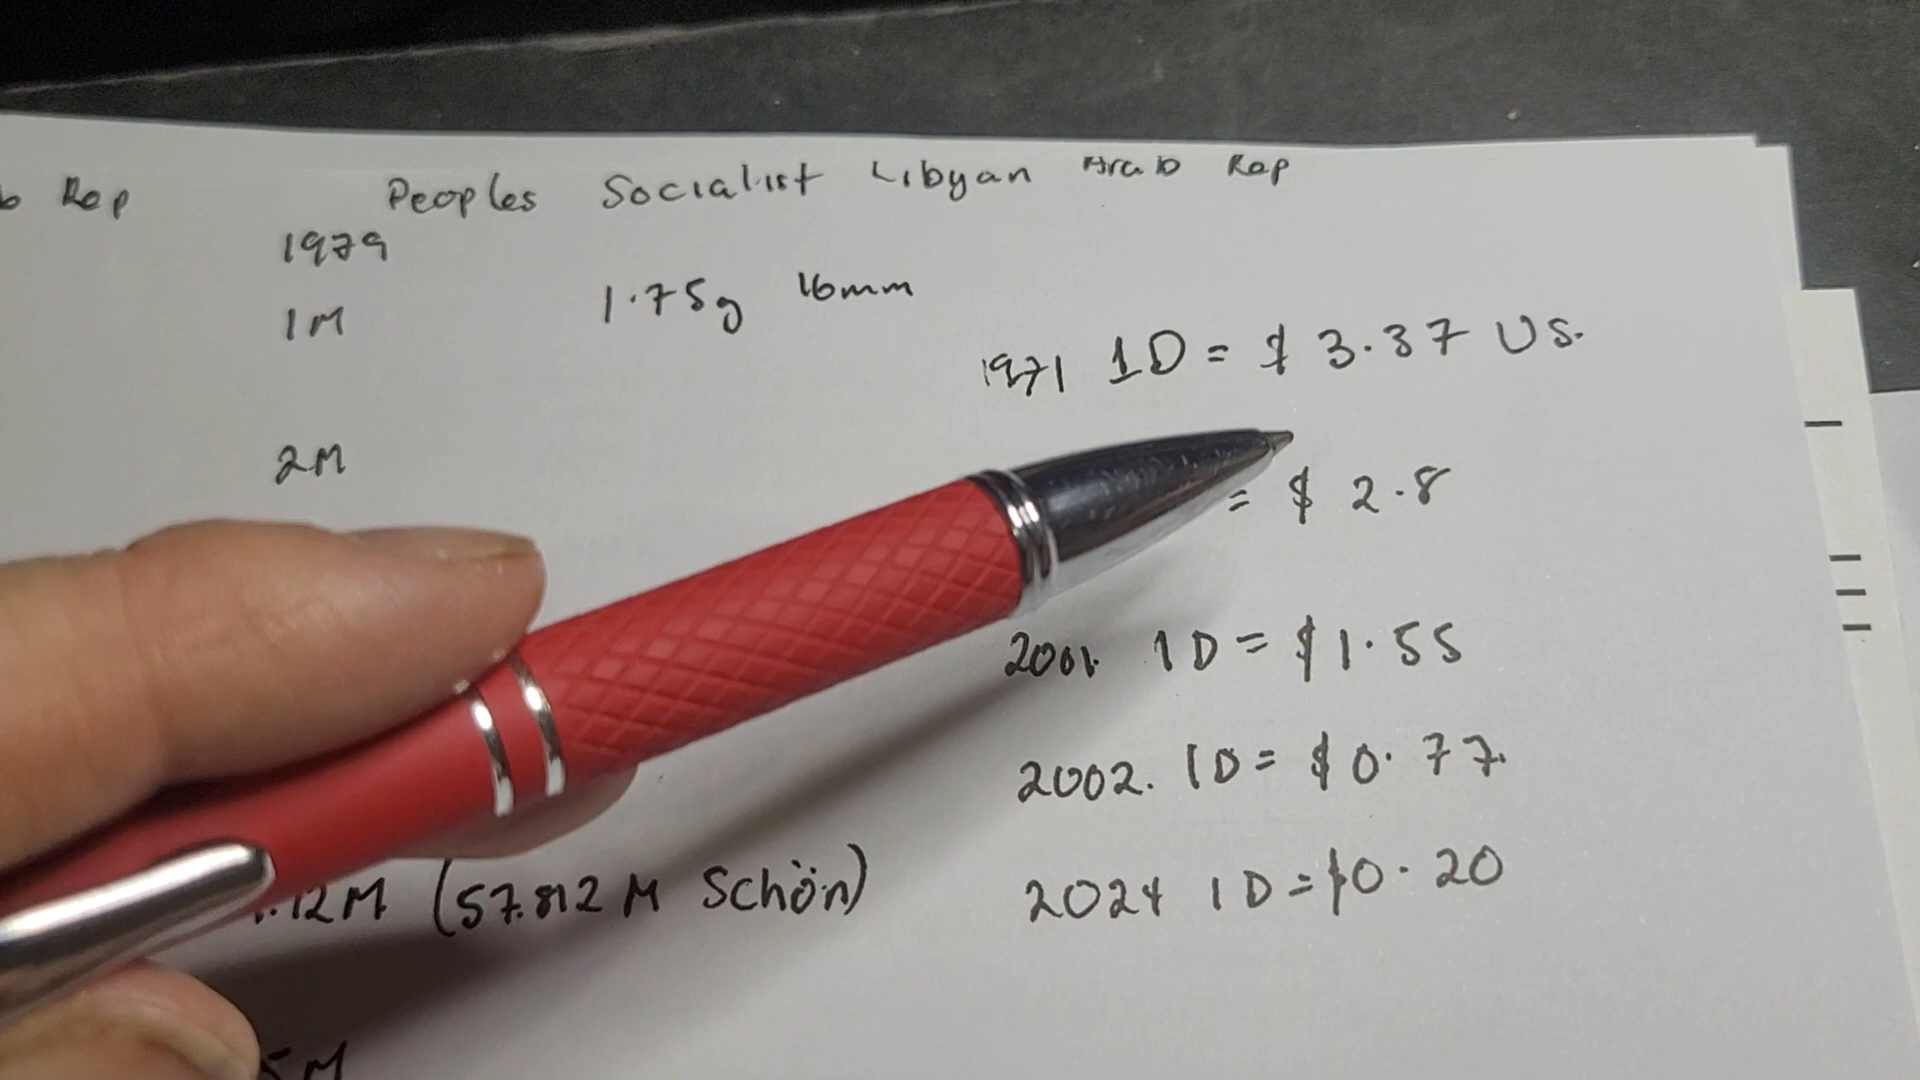 Rep
Peoples Socialist Libyan Arab Rep
1979
1M 1.75g 16mm
1971 1D = $ 3.37 US.
2M
= $ 2.8
2001. 1D = $1.55
2002. 1D = $0.77.
12M (57.812M Schön)
2024 1D = $0.20
5M